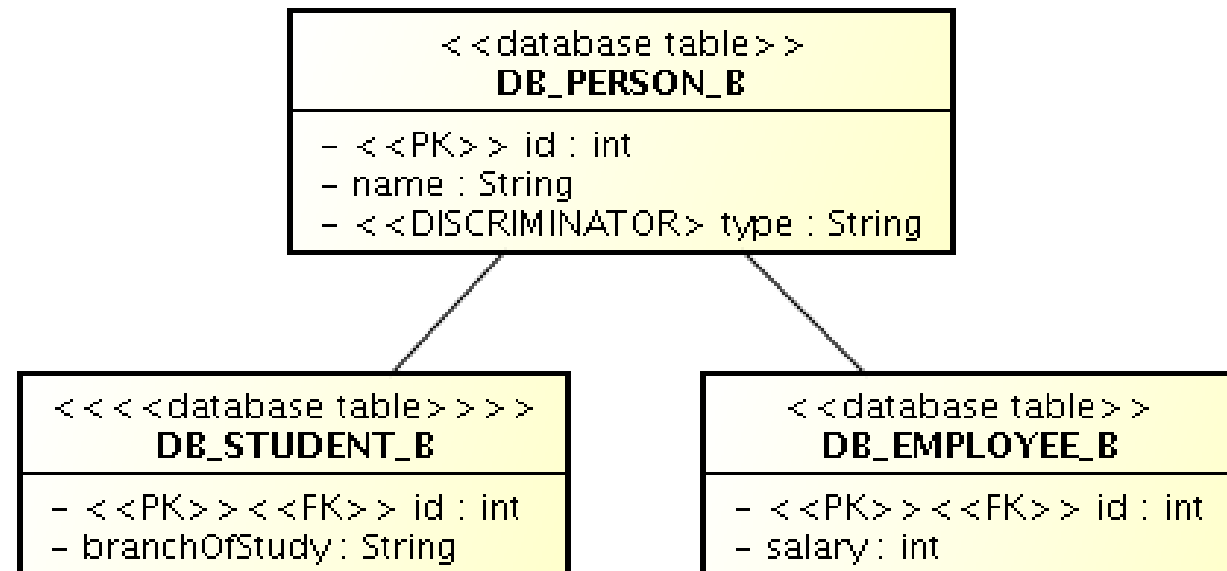 <<database table>>
DB_PERSON_B
- <<PK>> id : int
- name : String
- <<DISCRIMINATOR> type : String
<<<<database table>>>>
DB_STUDENT_B
- <<PK>><<FK>> id : int
- branchOfStudy : String
<<database table>>
DB_EMPLOYEE_B
- <<PK>><<FK>> id : int
- salary : int